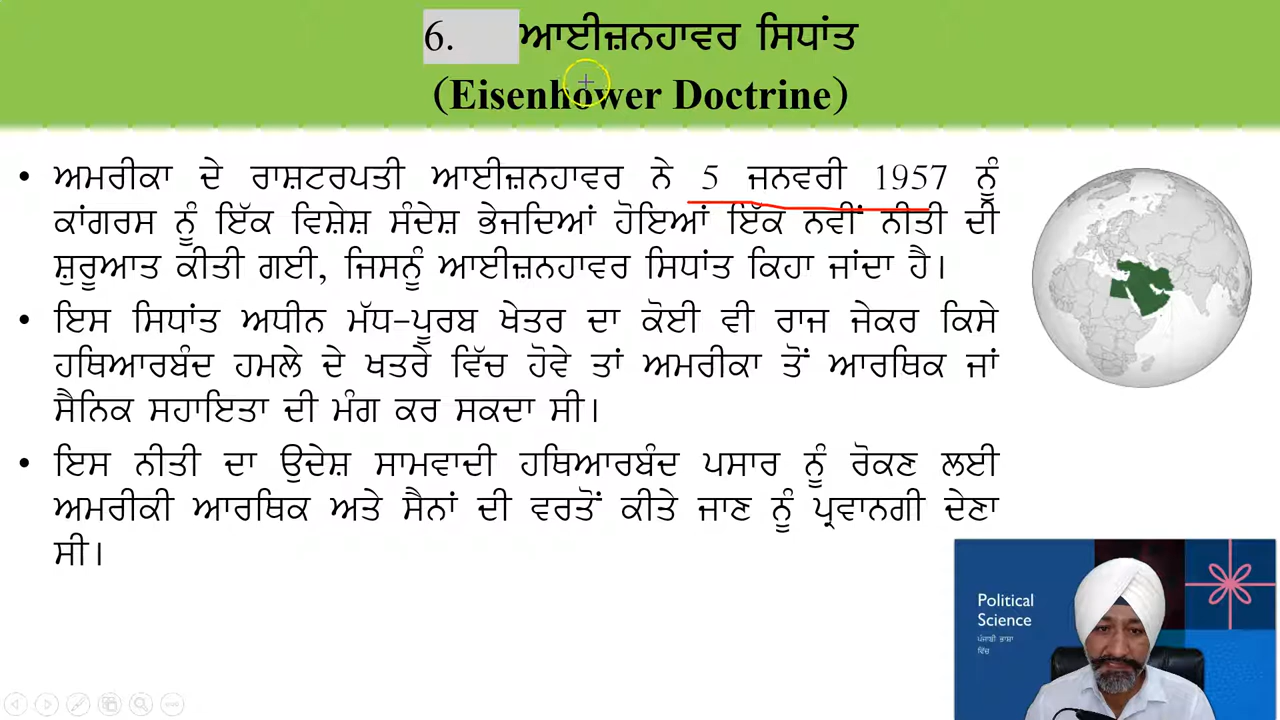 6. ਆਈਜ਼ਨਹਾਵਰ ਸਿਧਾਂਤ
(Eisenhower Doctrine)
• ਅਮਰੀਕਾ ਦੇ ਰਾਸ਼ਟਰਪਤੀ ਆਈਜ਼ਨਹਾਵਰ ਨੇ 5 ਜਨਵਰੀ 1957 ਨੂੰ
ਕਾਂਗਰਸ ਨੂੰ ਇੱਕ ਵਿਸ਼ੇਸ਼ ਸੰਦੇਸ਼ ਭੇਜਦਿਆਂ ਹੋਇਆਂ ਇੱਕ ਨਵੀਂ ਨੀਤੀ ਦੀ
ਸ਼ੁਰੂਆਤ ਕੀਤੀ ਗਈ, ਜਿਸਨੂੰ ਆਈਜ਼ਨਹਾਵਰ ਸਿਧਾਂਤ ਕਿਹਾ ਜਾਂਦਾ ਹੈ।
• ਇਸ ਸਿਧਾਂਤ ਅਧੀਨ ਮੱਧ-ਪੂਰਬ ਖੇਤਰ ਦਾ ਕੋਈ ਵੀ ਰਾਜ ਜੇਕਰ ਕਿਸੇ
ਹਥਿਆਰਬੰਦ ਹਮਲੇ ਦੇ ਖਤਰੇ ਵਿੱਚ ਹੋਵੇ ਤਾਂ ਅਮਰੀਕਾ ਤੋਂ ਆਰਥਿਕ ਜਾਂ
ਸੈਨਿਕ ਸਹਾਇਤਾ ਦੀ ਮੰਗ ਕਰ ਸਕਦਾ ਸੀ।
• ਇਸ ਨੀਤੀ ਦਾ ਉਦੇਸ਼ ਸਾਮਵਾਦੀ ਹਥਿਆਰਬੰਦ ਪਸਾਰ ਨੂੰ ਰੋਕਣ ਲਈ
ਅਮਰੀਕੀ ਆਰਥਿਕ ਅਤੇ ਸੈਨਾਂ ਦੀ ਵਰਤੋਂ ਕੀਤੇ ਜਾਣ ਨੂੰ ਪ੍ਰਵਾਨਗੀ ਦੇਣਾ
ਸੀ।
Political
Science
ਪੰਜਾਬੀ ਭਾਸ਼ਾ
ਵਿੱਚ